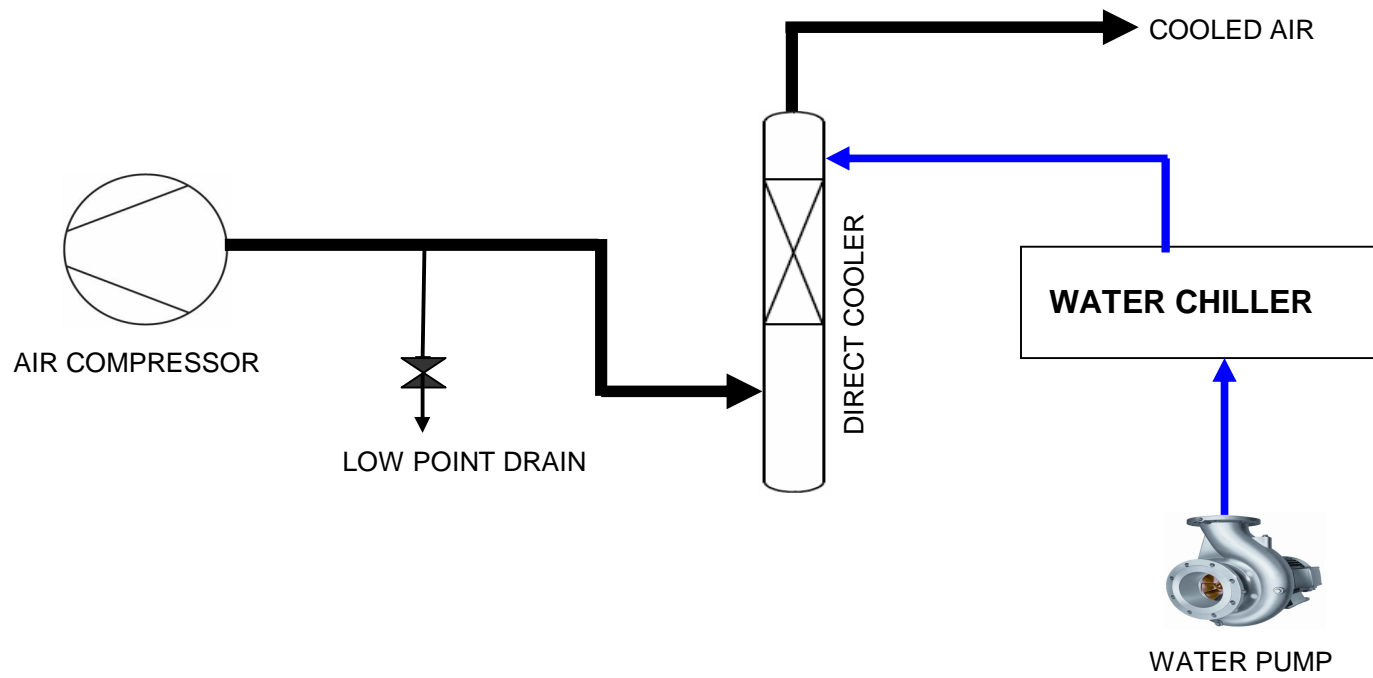 COOLED AIR
DIRECT COOLER
WATER CHILLER
AIR COMPRESSOR
LOW POINT DRAIN
WATER PUMP